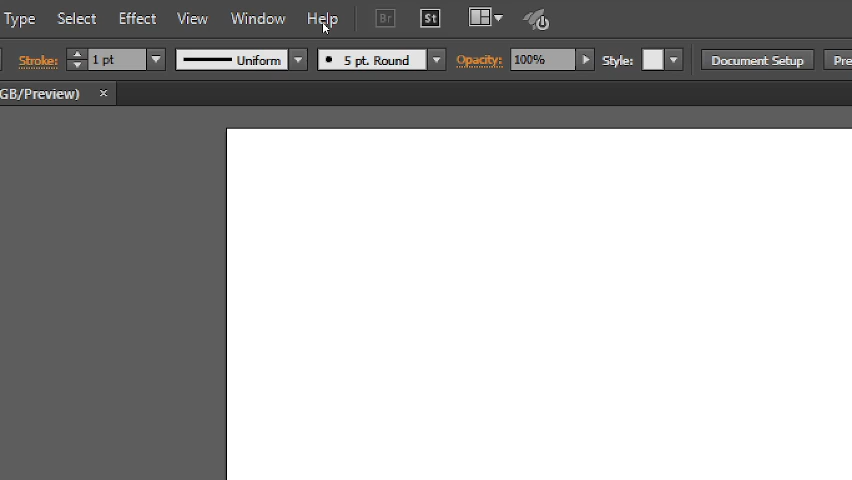 Type Select Effect View Window Help Br St
Stroke: 1 pt Uniform 5 pt. Round Opacity: 100% Style: Document Setup Pre
GB/Preview) ×